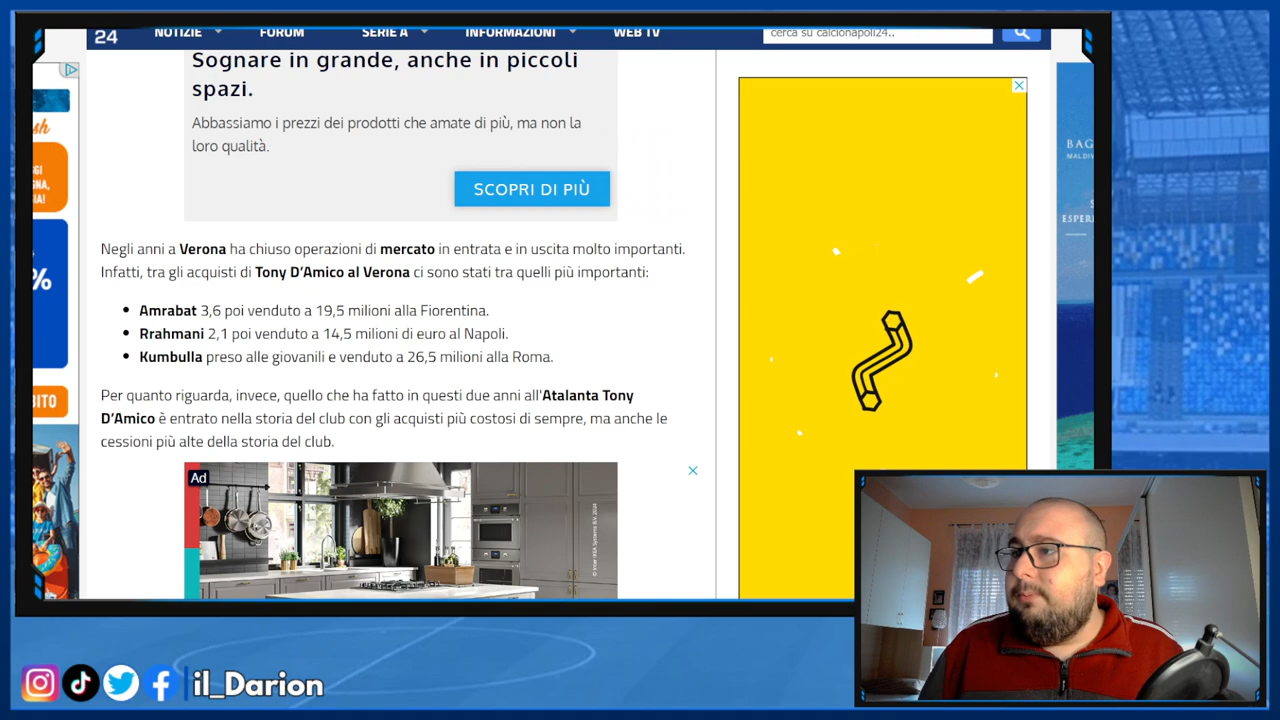 24
NOTIZIE
FORUM
SERIE A
INFORMAZIONI
WEB TV
cerca su calcionapoli24..
Sognare in grande, anche in piccoli
spazi.
Abbassiamo i prezzi dei prodotti che amate di più, ma non la
loro qualità.
SCOPRI DI PIÙ
Negli anni a Verona ha chiuso operazioni di mercato in entrata e in uscita molto importanti.
Infatti, tra gli acquisti di Tony D'Amico al Verona ci sono stati tra quelli più importanti:
• Amrabat 3,6 poi venduto a 19,5 milioni alla Fiorentina.
• Rrahmani 2,1 poi venduto a 14,5 milioni di euro al Napoli.
• Kumbulla preso alle giovanili e venduto a 26,5 milioni alla Roma.
Per quanto riguarda, invece, quello che ha fatto in questi due anni all'Atalanta Tony
D'Amico è entrato nella storia del club con gli acquisti più costosi di sempre, ma anche le
cessioni più alte della storia del club.
Ad
%
BAG
MALDIV
ESPERI
il_Darion